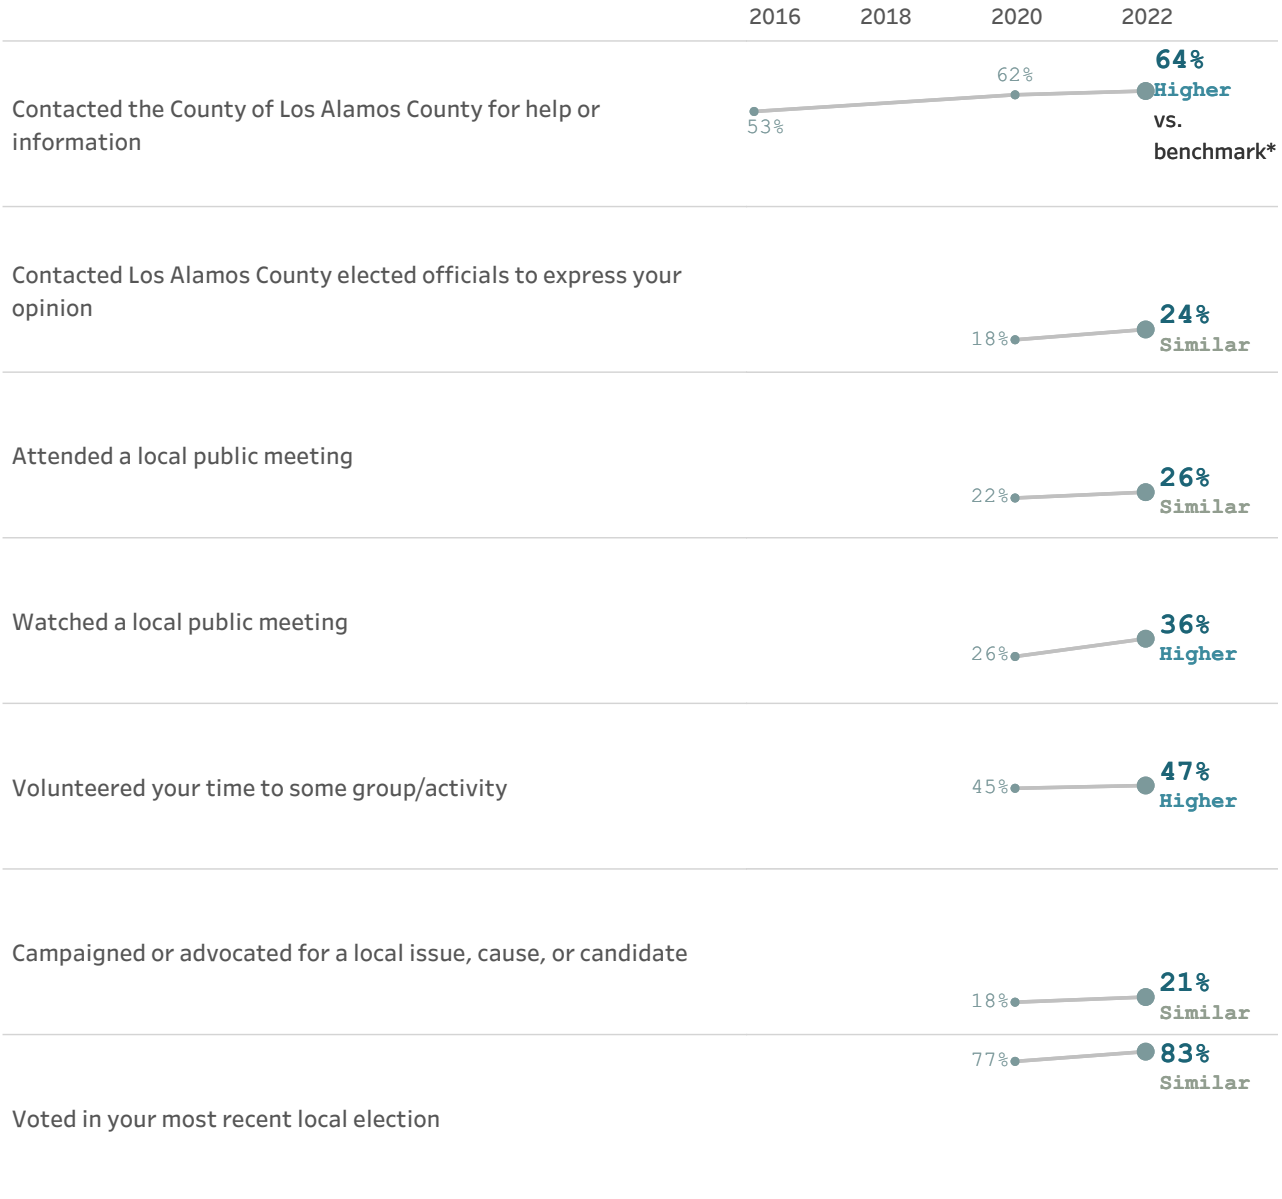 2016 2018 2020 2022
64%
62%
Higher
Contacted the County of Los Alamos County for help or
vs.
53%
information
benchmark*
Contacted Los Alamos County elected officials to express your
opinion
24%
18%
Similar
Attended a local public meeting
26%
22%
Similar
Watched a local public meeting
36%
26%
Higher
47%
Volunteered your time to some group/activity
45%
Higher
Campaigned or advocated for a local issue, cause, or candidate
21%
18%
Similar
77%
83%
Similar
Voted in your most recent local election